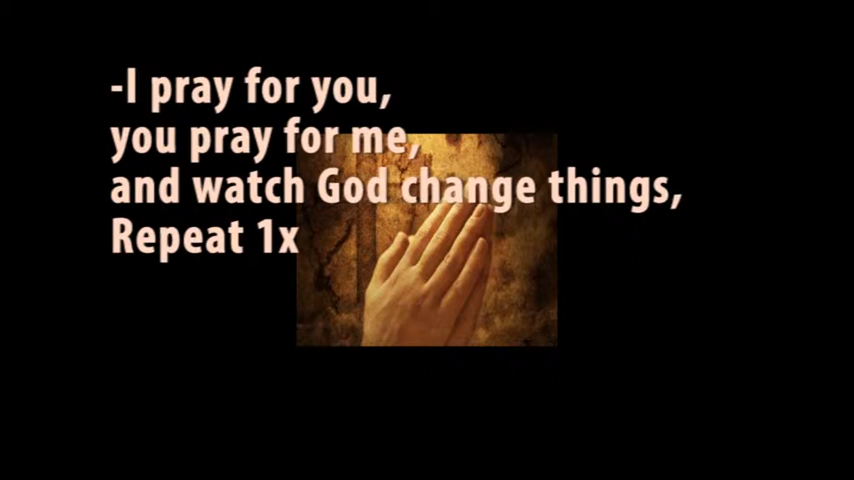 -I pray for you,
you pray for me,
and watch God change things,
Repeat 1x